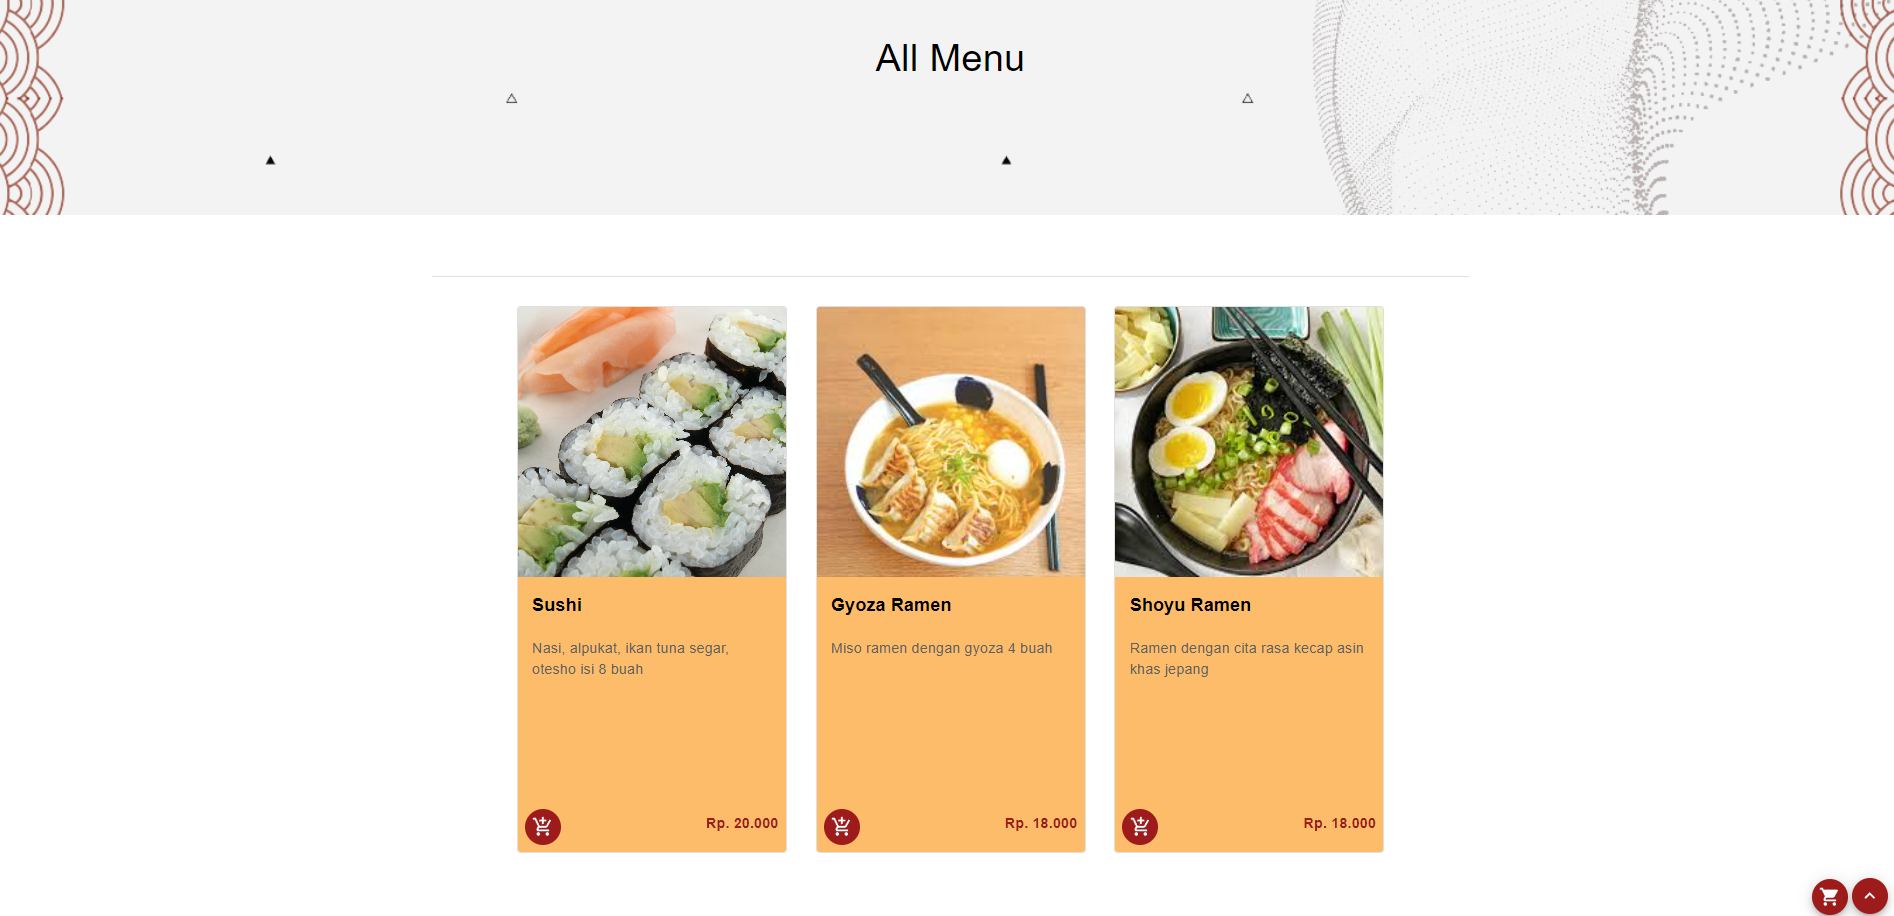 All Menu
Sushi
Nasi, alpukat, ikan tuna segar,
otesho isi 8 buah
Rp. 20.000
Gyoza Ramen
Miso ramen dengan gyoza 4 buah
Rp. 18.000
Shoyu Ramen
Ramen dengan cita rasa kecap asin
khas jepang
Rp. 18.000